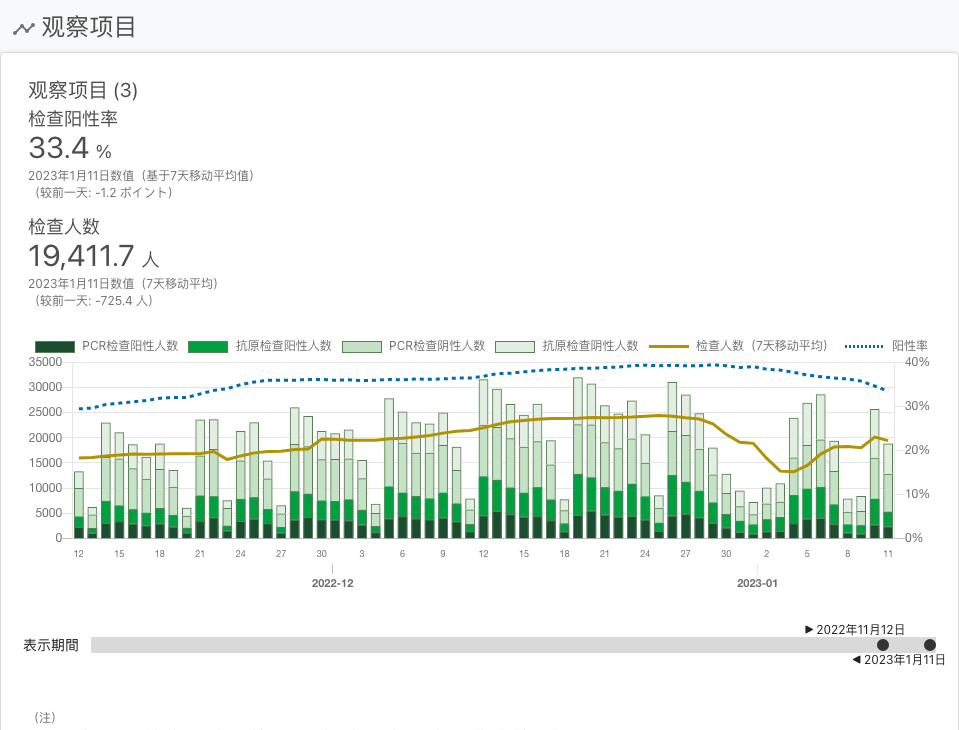 观察项目
观察项目 (3)
检查阳性率
33.4 %
2023年1月11日数值（基于7天移动平均值）
（较前一天: -1.2 ポイント）
检查人数
19,411.7 人
2023年1月11日数值（7天移动平均）
（较前一天: -725.4 人）
PCR检查阳性人数 抗原检查阳性人数 PCR检查阴性人数 抗原检查阴性人数 检查人数（7天移动平均） 阳性率
35000 40%
30000
25000 30%
20000 20%
15000
10000 10%
5000
0 0%
12 15 18 21 24 27 30 3 6 9 12 15 18 21 24 27 30 2 5 8 11
2022-12 2023-01
▶ 2022年11月12日
表示期間
◀ 2023年1月11日
（注）